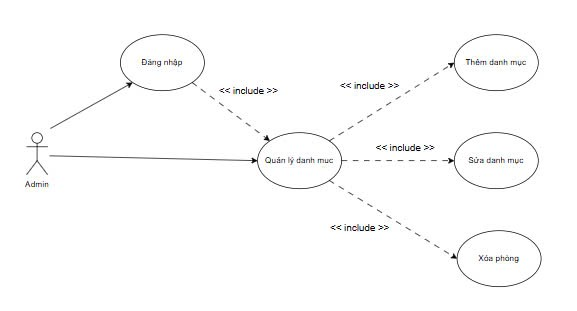 Đăng nhập
Thêm danh mục
<< include >>
<< include >>
Quản lý danh mục
<< include >>
Sửa danh mục
Admin
<< include >>
Xóa phòng